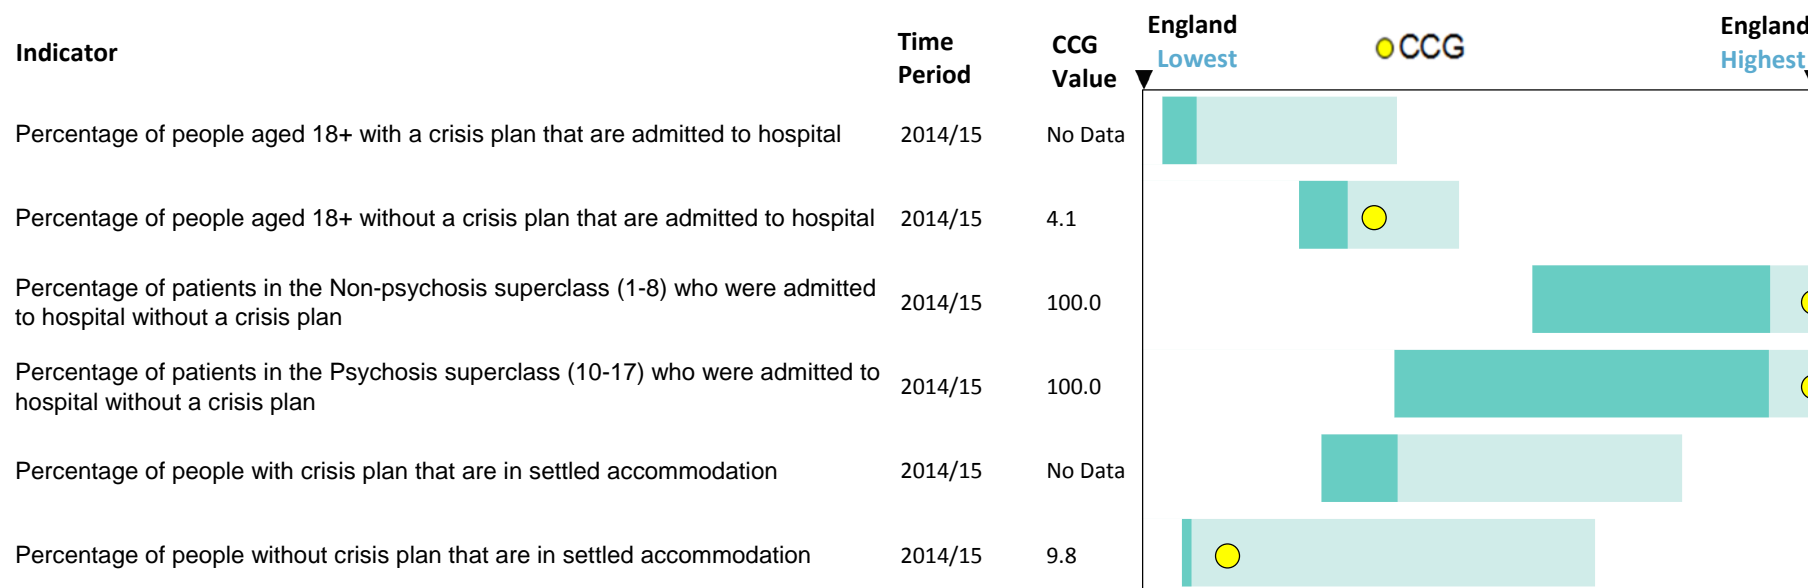 Indicator
Time Period
CCG Value
England Lowest
CCG
England Highest
Percentage of people aged 18+ with a crisis plan that are admitted to hospital 2014/15 No Data
Percentage of people aged 18+ without a crisis plan that are admitted to hospital 2014/15 4.1
Percentage of patients in the Non-psychosis superclass (1-8) who were admitted
to hospital without a crisis plan 2014/15 100.0
Percentage of patients in the Psychosis superclass (10-17) who were admitted to
hospital without a crisis plan 2014/15 100.0
Percentage of people with crisis plan that are in settled accommodation 2014/15 No Data
Percentage of people without crisis plan that are in settled accommodation 2014/15 9.8